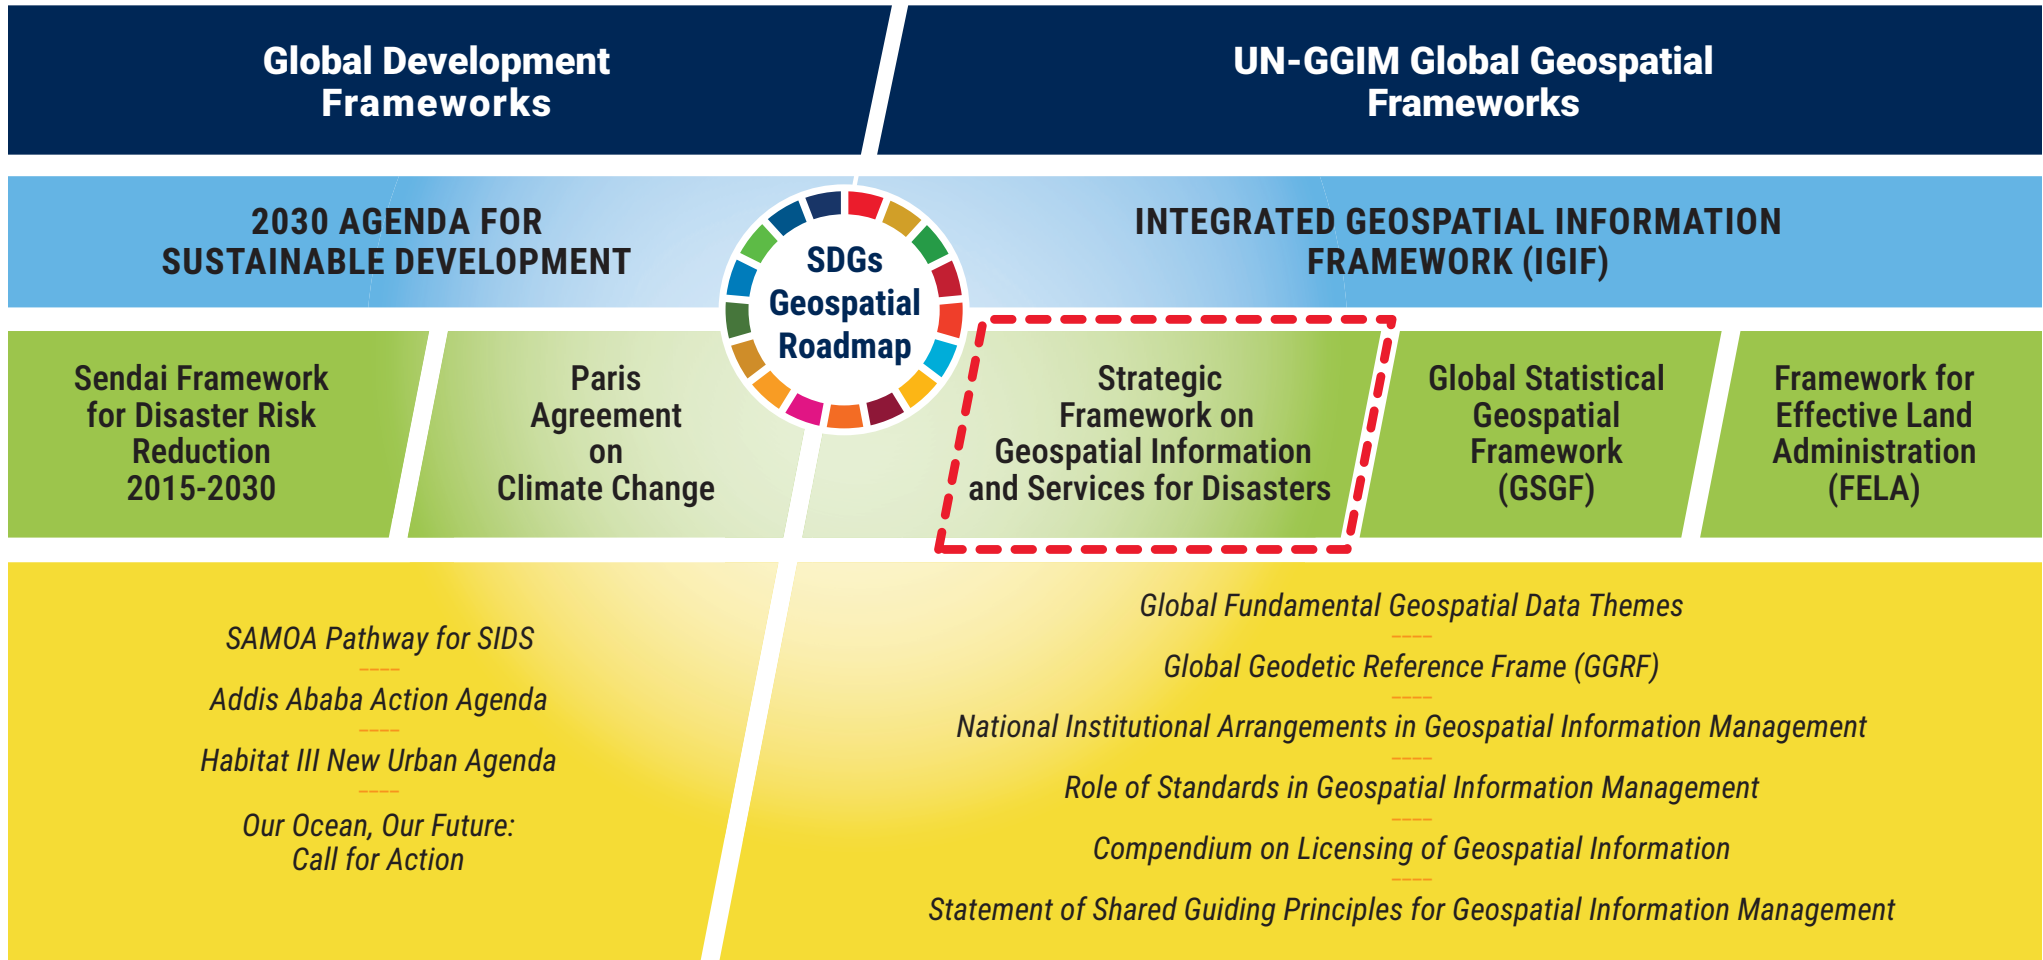 Global Development
Frameworks
UN-GGIM Global Geospatial
Frameworks
2030 AGENDA FOR
SUSTAINABLE DEVELOPMENT
SDGs
Geospatial
Roadmap
INTEGRATED GEOSPATIAL INFORMATION
FRAMEWORK (IGIF)
Sendai Framework
for Disaster Risk
Reduction
2015-2030
Paris
Agreement
on
Climate Change
Strategic
Framework on
Geospatial Information
and Services for Disasters
Global Statistical
Geospatial
Framework
(GSGF)
Framework for
Effective Land
Administration
(FELA)
SAMOA Pathway for SIDS
Addis Ababa Action Agenda
Habitat III New Urban Agenda
Our Ocean, Our Future:
Call for Action
Global Fundamental Geospatial Data Themes
Global Geodetic Reference Frame (GGRF)
National Institutional Arrangements in Geospatial Information Management
Role of Standards in Geospatial Information Management
Compendium on Licensing of Geospatial Information
Statement of Shared Guiding Principles for Geospatial Information Management